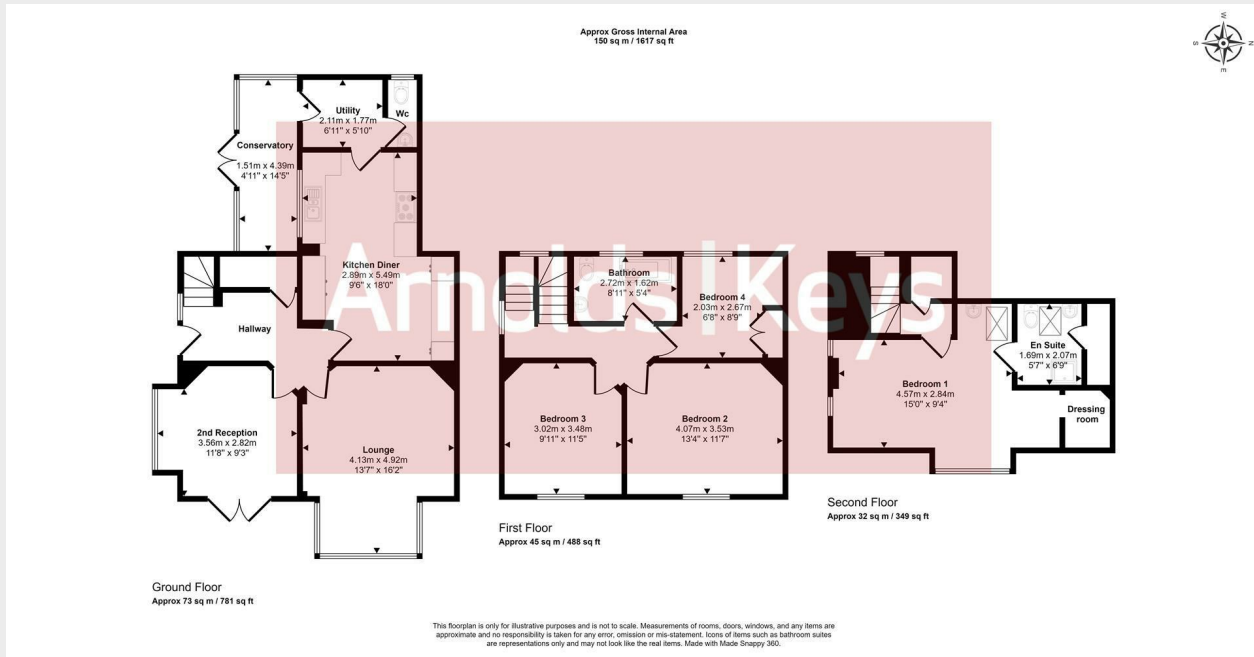 Approx Gross Internal Area
150 sq m / 1617 sq ft
W
S
N
E
Utility
2.11m x 1.77m
6'11" x 5'10"
Wc
Conservatory
1.51m x 4.39m
4'11" x 14'5"
Kitchen Diner
2.89m x 5.49m
9'6" x 18'0"
Hallway
2nd Reception
3.56m x 2.82m
11'8" x 9'3"
Lounge
4.13m x 4.92m
13'7" x 16'2"
Ground Floor
Approx 73 sq m / 781 sq ft
Bathroom
2.72m x 1.62m
8'11" x 5'4"
Bedroom 4
2.03m x 2.67m
6'8" x 8'9"
Bedroom 3
3.02m x 3.48m
9'11" x 11'5"
Bedroom 2
4.07m x 3.53m
13'4" x 11'7"
First Floor
Approx 45 sq m / 488 sq ft
En Suite
1.69m x 2.07m
5'7" x 6'9"
Bedroom 1
4.57m x 2.84m
15'0" x 9'4"
Dressing
room
Second Floor
Approx 32 sq m / 349 sq ft
Arnolds | Keys
This floorplan is only for illustrative purposes and is not to scale. Measurements of rooms, doors, windows, and any items are
approximate and no responsibility is taken for any error, omission or mis-statement. Icons of items such as bathroom suites
are representations only and may not look like the real items. Made with Made Snappy 360.